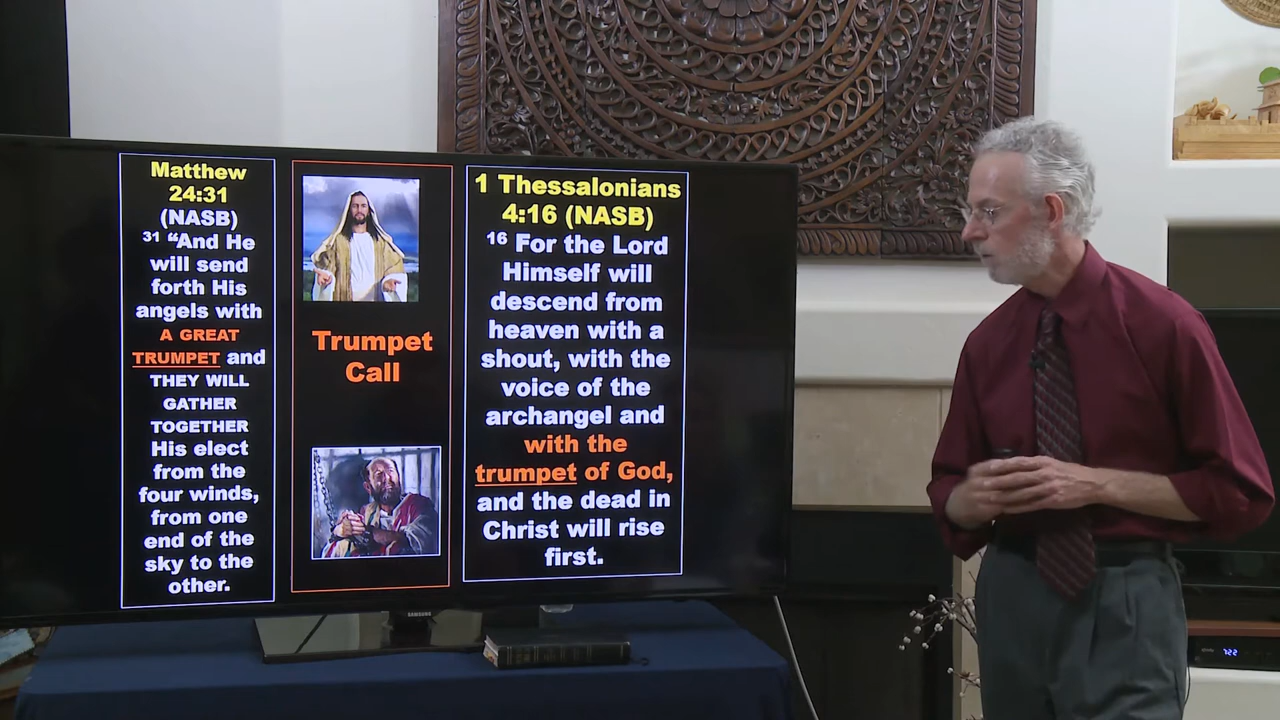 Matthew
24:31
(NASB)
31 “And He
will send
forth His
angels with
A GREAT
TRUMPET and
THEY WILL
GATHER
TOGETHER
His elect
from the
four winds,
from one
end of the
sky to the
other.
Trumpet
Call
1 Thessalonians
4:16 (NASB)
16 For the Lord
Himself will
descend from
heaven with a
shout, with the
voice of the
archangel and
with the
trumpet of God,
and the dead in
Christ will rise
first.
SAMSUNG
7:22